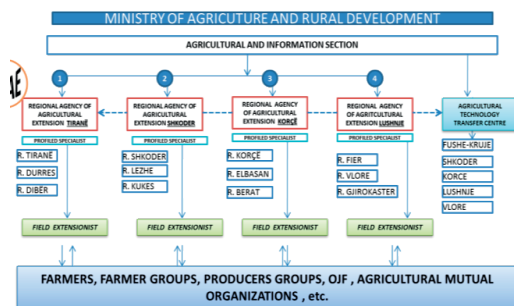 MINISTRY OF AGRICUTURE AND RURAL DEVELOPMENT
AGRICULTURAL AND INFORMATION SECTION
1
2
3
4
REGIONAL AGENCY OF
AGRICULTURAL
EXTENSION TIRANË
REGIONAL AGENCY OF
AGRICULTURAL
EXTENSION SHKODER
REGIONAL AGENCY
OF AGRICULTURAL
EXTENSION KORÇË
REGIONAL AGENCY
OF AGRITCULTURAL
EXTENSION LUSHNJE
AGRICULTURAL
TECHNOLOGY
TRANSFER CENTRE
PROFILED SPECIALIST
PROFILED SPECIALIST
PROFILED SPECIALIST
PROFILED SPECIALIST
R. TIRANË
R. DURRES
R. DIBËR
R. SHKODER
R. LEZHE
R. KUKES
R. KORÇË
R. ELBASAN
R. BERAT
R. FIER
R. VLORE
R. GJIROKASTER
FUSHE-KRUJE
SHKODER
KORCE
LUSHNJE
VLORE
FIELD EXTENSIONIST
FIELD EXTENSIONIST
FIELD EXTENSIONIST
FIELD EXTENSIONIST
FARMERS, FARMER GROUPS, PRODUCERS GROUPS, OJF , AGRICULTURAL MUTUAL
ORGANIZATIONS , etc.